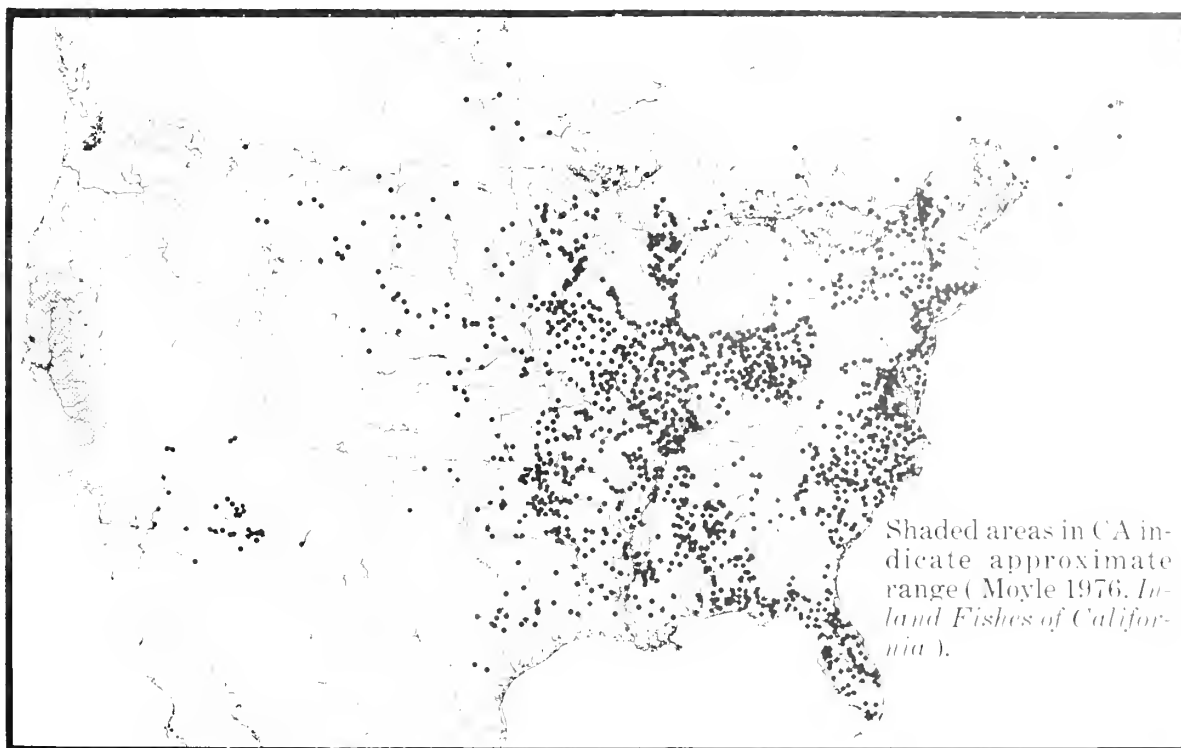 Shaded areas in CA in-
dicate approximate
range ( Moyle 1976. In-
land Fishes of Califor-
nia ).